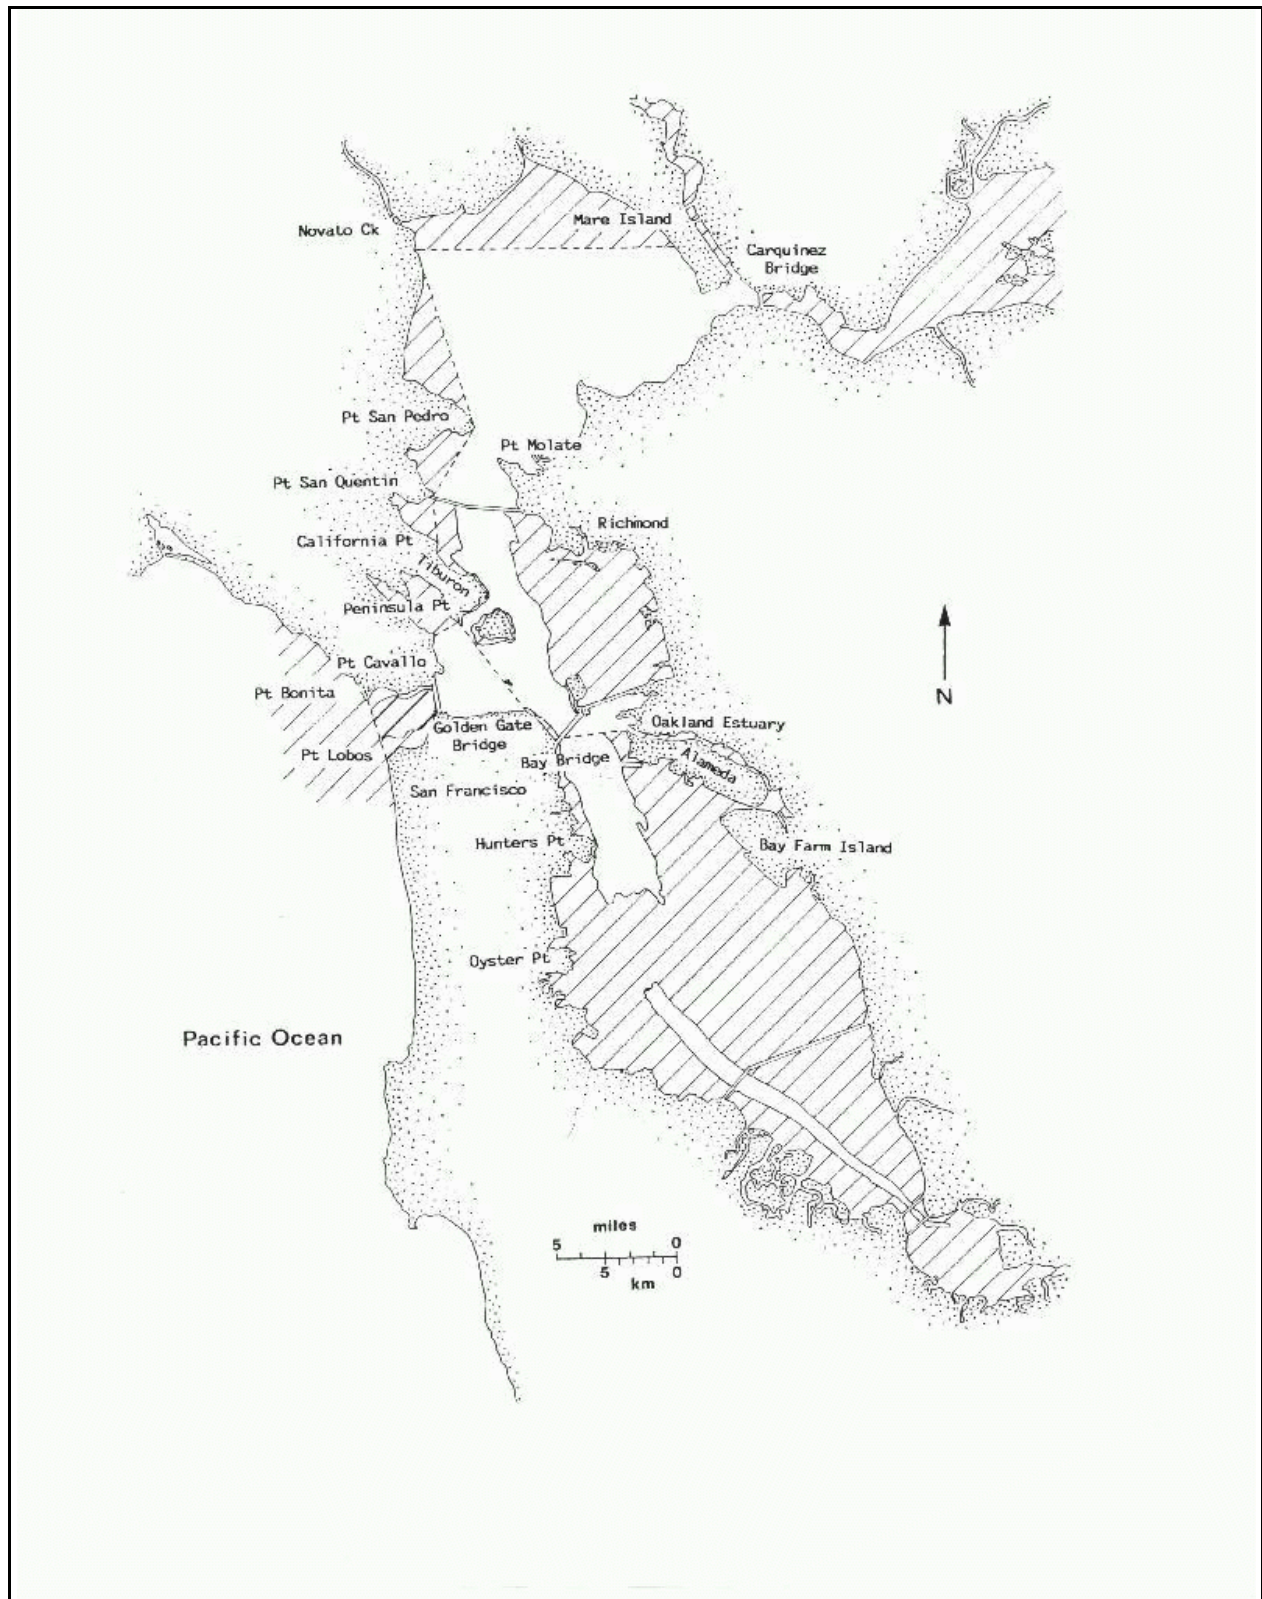 Mare Island
Novato Ck
Carquinez
Bridge
Pt San Pedro
Pt Molate
Pt San Quentin
Richmond
California Pt
Tiburon
Peninsula Pt
Pt Cavallo
Pt Bonita
N
Oakland Estuary
Golden Gate
Bridge
Pt Lobos
Bay Bridge
Alameda
San Francisco
Hunters Pt
Bay Farm Island
Oyster Pt
Pacific Ocean
miles
5 0
5 0
km